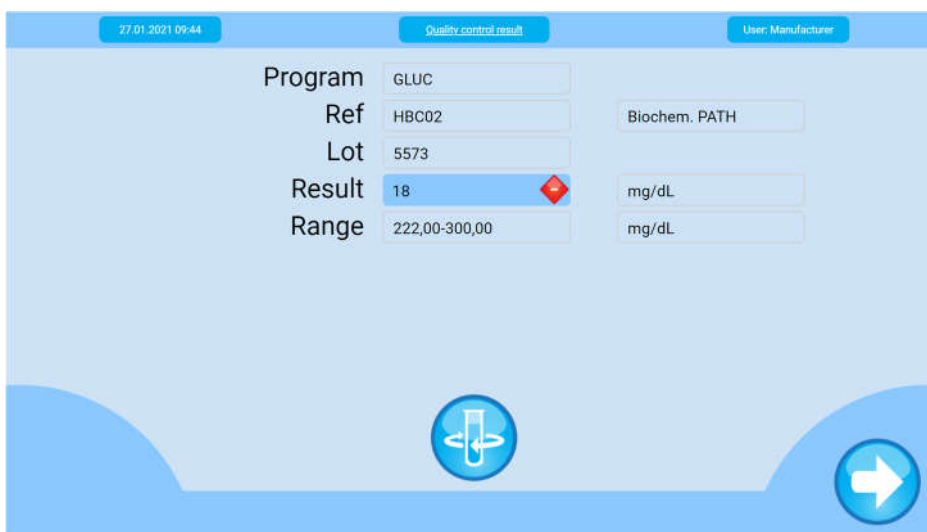 27.01.2021 09:44 Quality control result User: Manufacturer
Program GLUC
Ref HBC02 Biochem. PATH
Lot 5573
Result 18 - mg/dL
Range 222,00-300,00 mg/dL